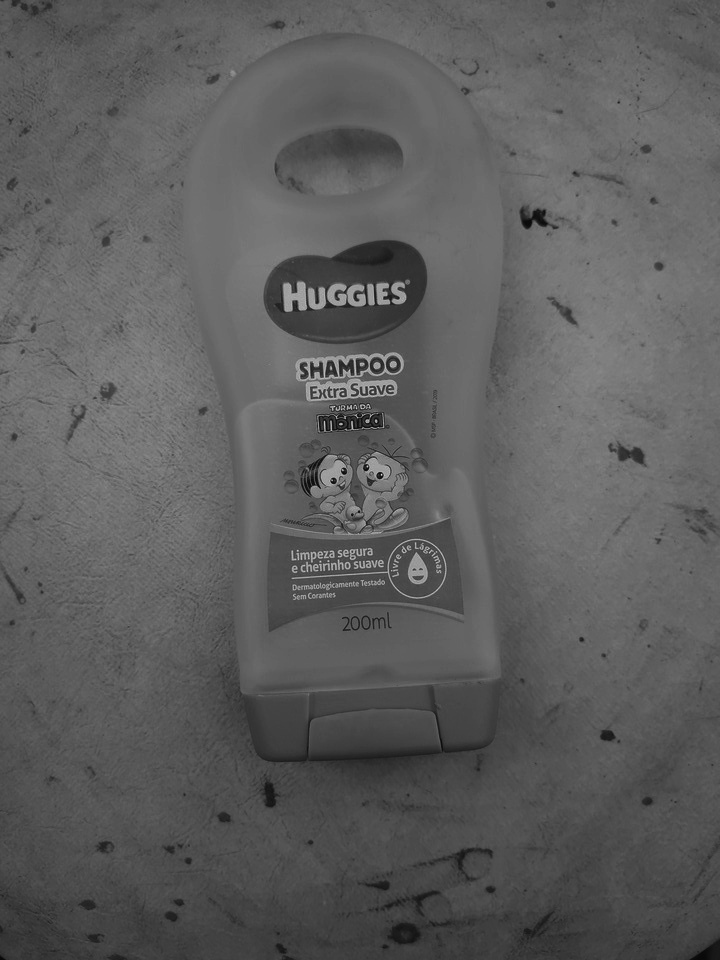 HUGGIES®
SHAMPOO
Extra Suave
TURMA DA
Mônica
Limpeza segura
e cheirinho suave
Dermatologicamente Testado
Sem Corantes
Livre de Lágrimas
200ml